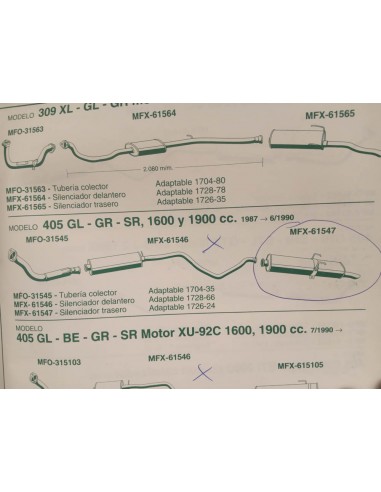 MODELO 309 XL - GL - GR
MFX-61564 MFX-61565
MFO-31563
2.060 mm.
MFO-31563 - Tubería colector Adaptable 1704-80
MFX-61564 - Silenciador delantero Adaptable 1728-78
MFX-61565 - Silenciador trasero Adaptable 1726-35
MODELO 405 GL - GR - SR, 1600 y 1900 cc. 1987 → 6/1990
MFO-31545 MFX-61546 MFX-61547
MFO-31545 - Tubería colector Adaptable 1704-35
MFX-61546 - Silenciador delantero Adaptable 1728-66
MFX-61547 - Silenciador trasero Adaptable 1726-24
MODELO
405 GL - BE - GR - SR Motor XU-92C 1600, 1900 cc. 7/1990 →
MFO-315103 MFX-61546 MFX-615105